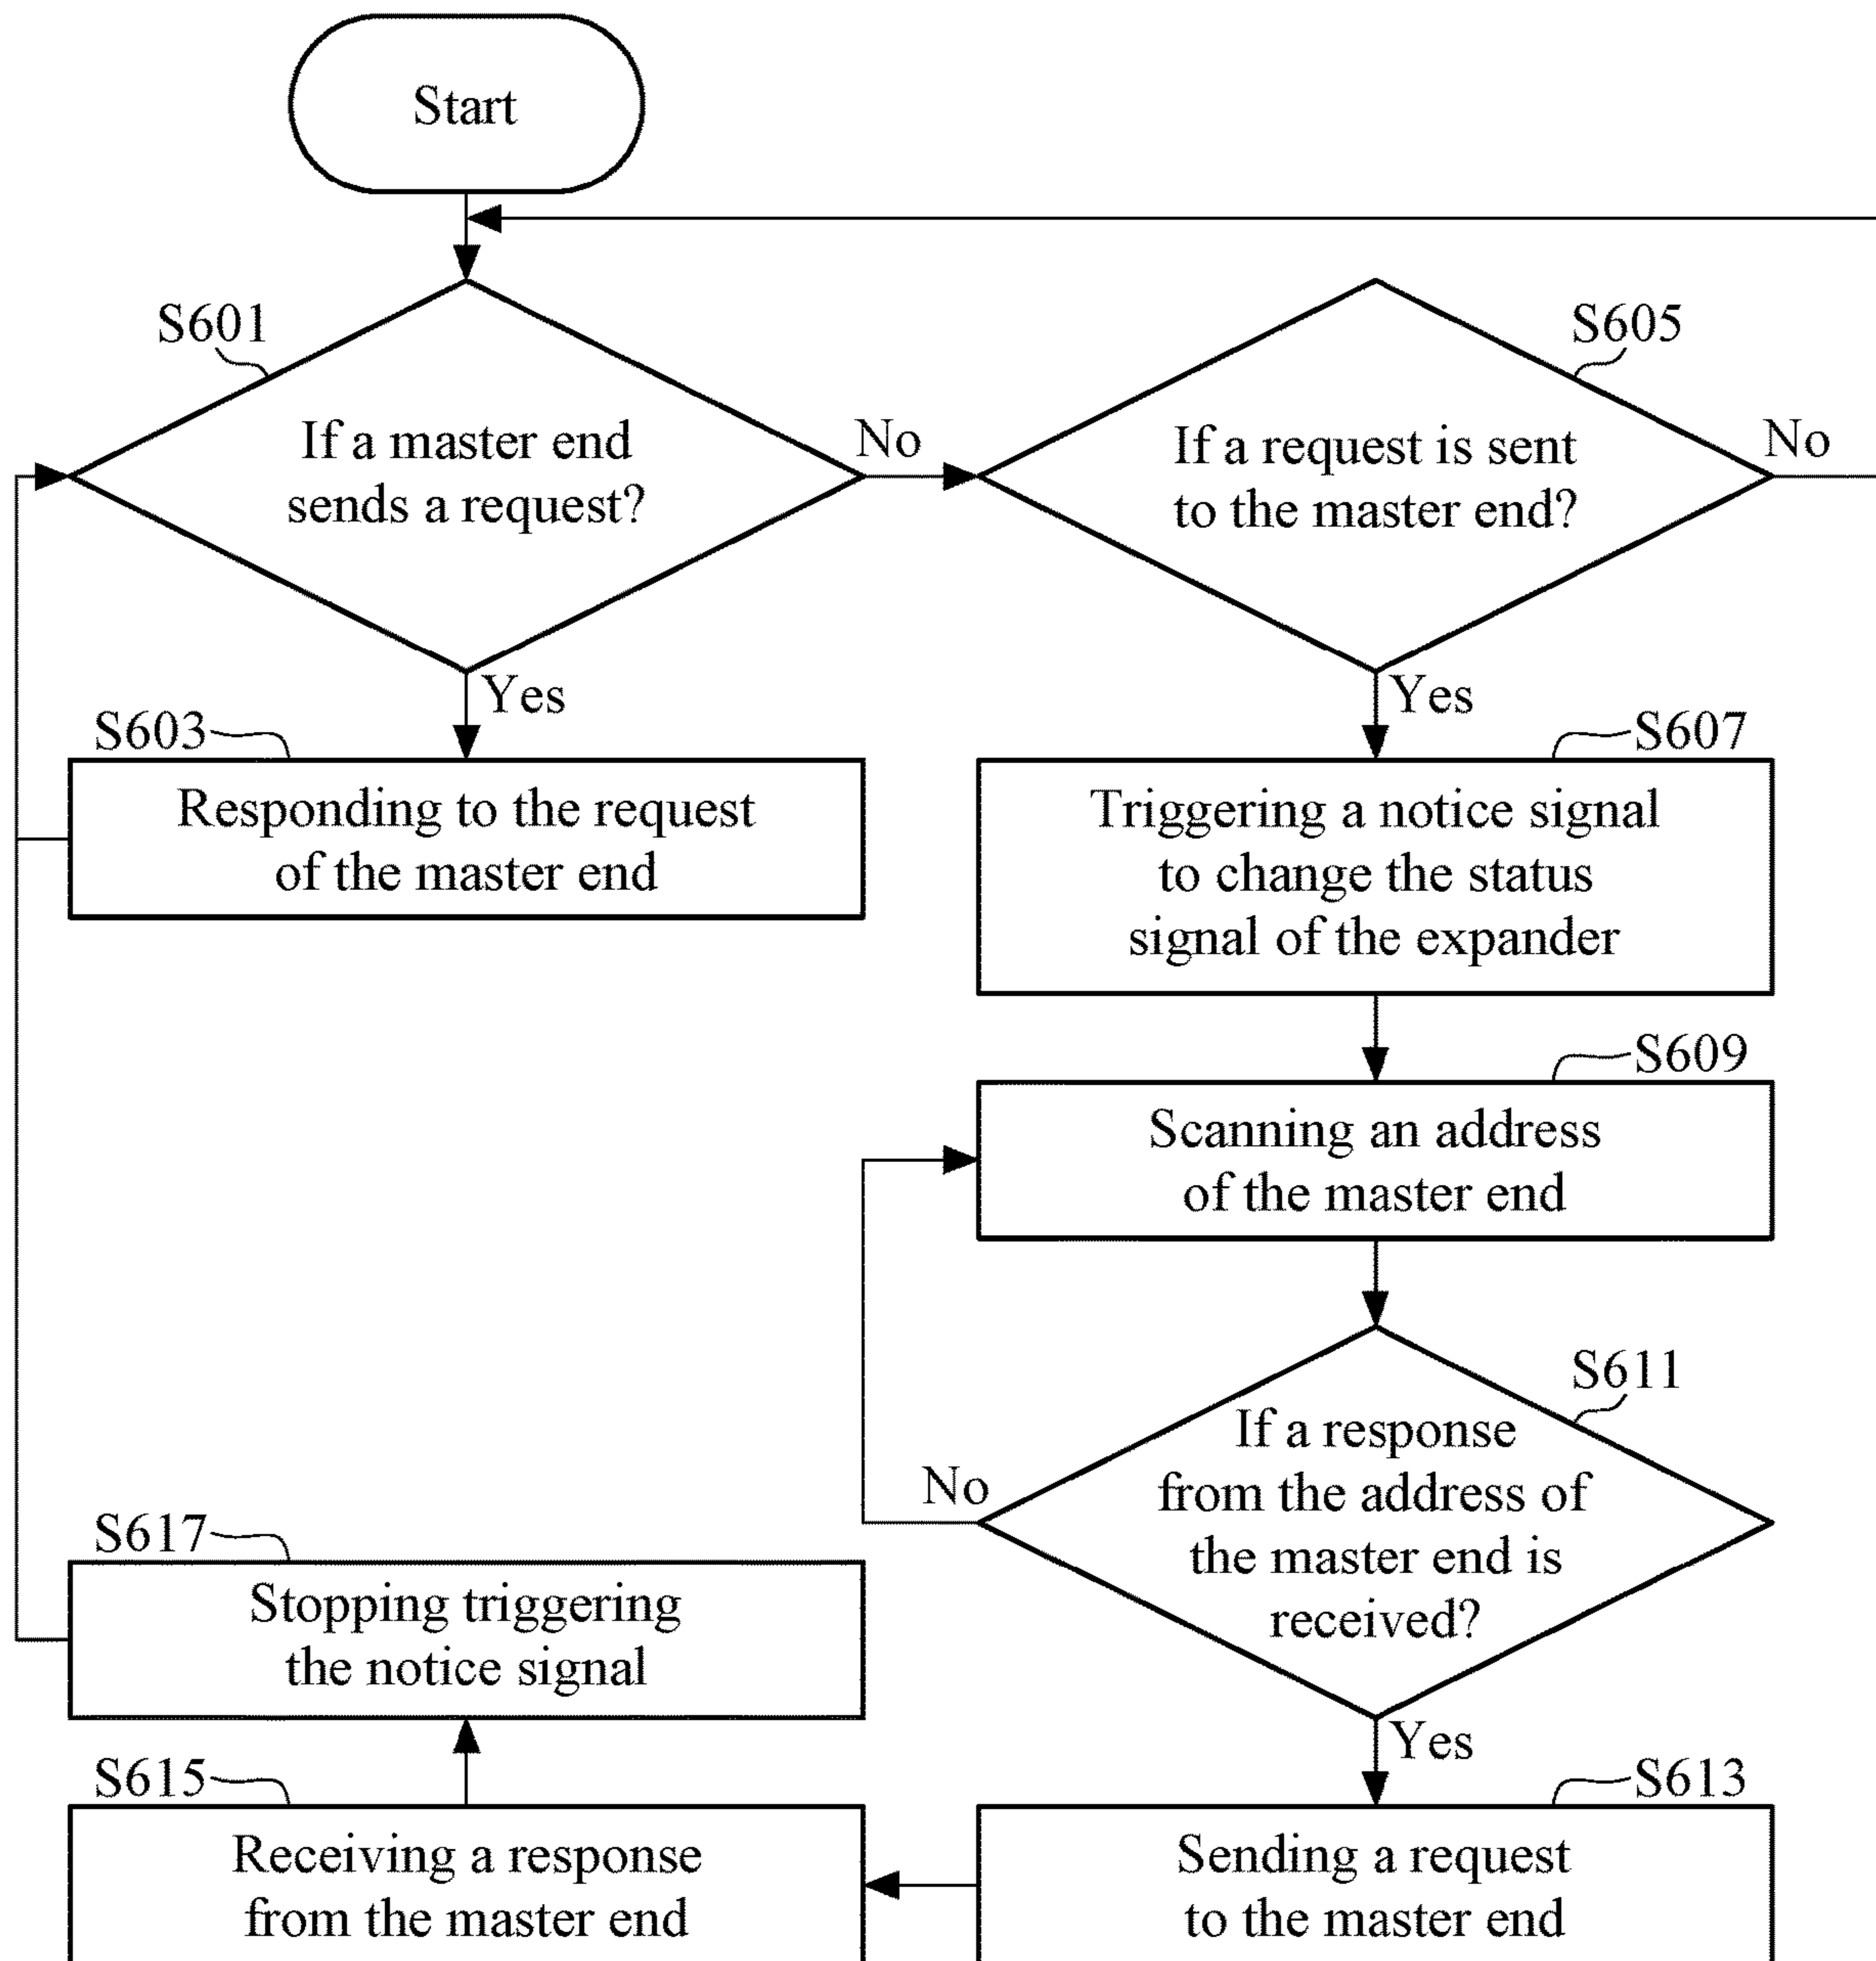 Start
S601
If a master end
sends a request?
No
Yes
S605
If a request is sent
to the master end?
No
Yes
S603
Responding to the request
of the master end
S607
Triggering a notice signal
to change the status
signal of the expander
S609
Scanning an address
of the master end
S611
If a response
from the address of
the master end is
received?
No
Yes
S617
Stopping triggering
the notice signal
S615
Receiving a response
from the master end
S613
Sending a request
to the master end